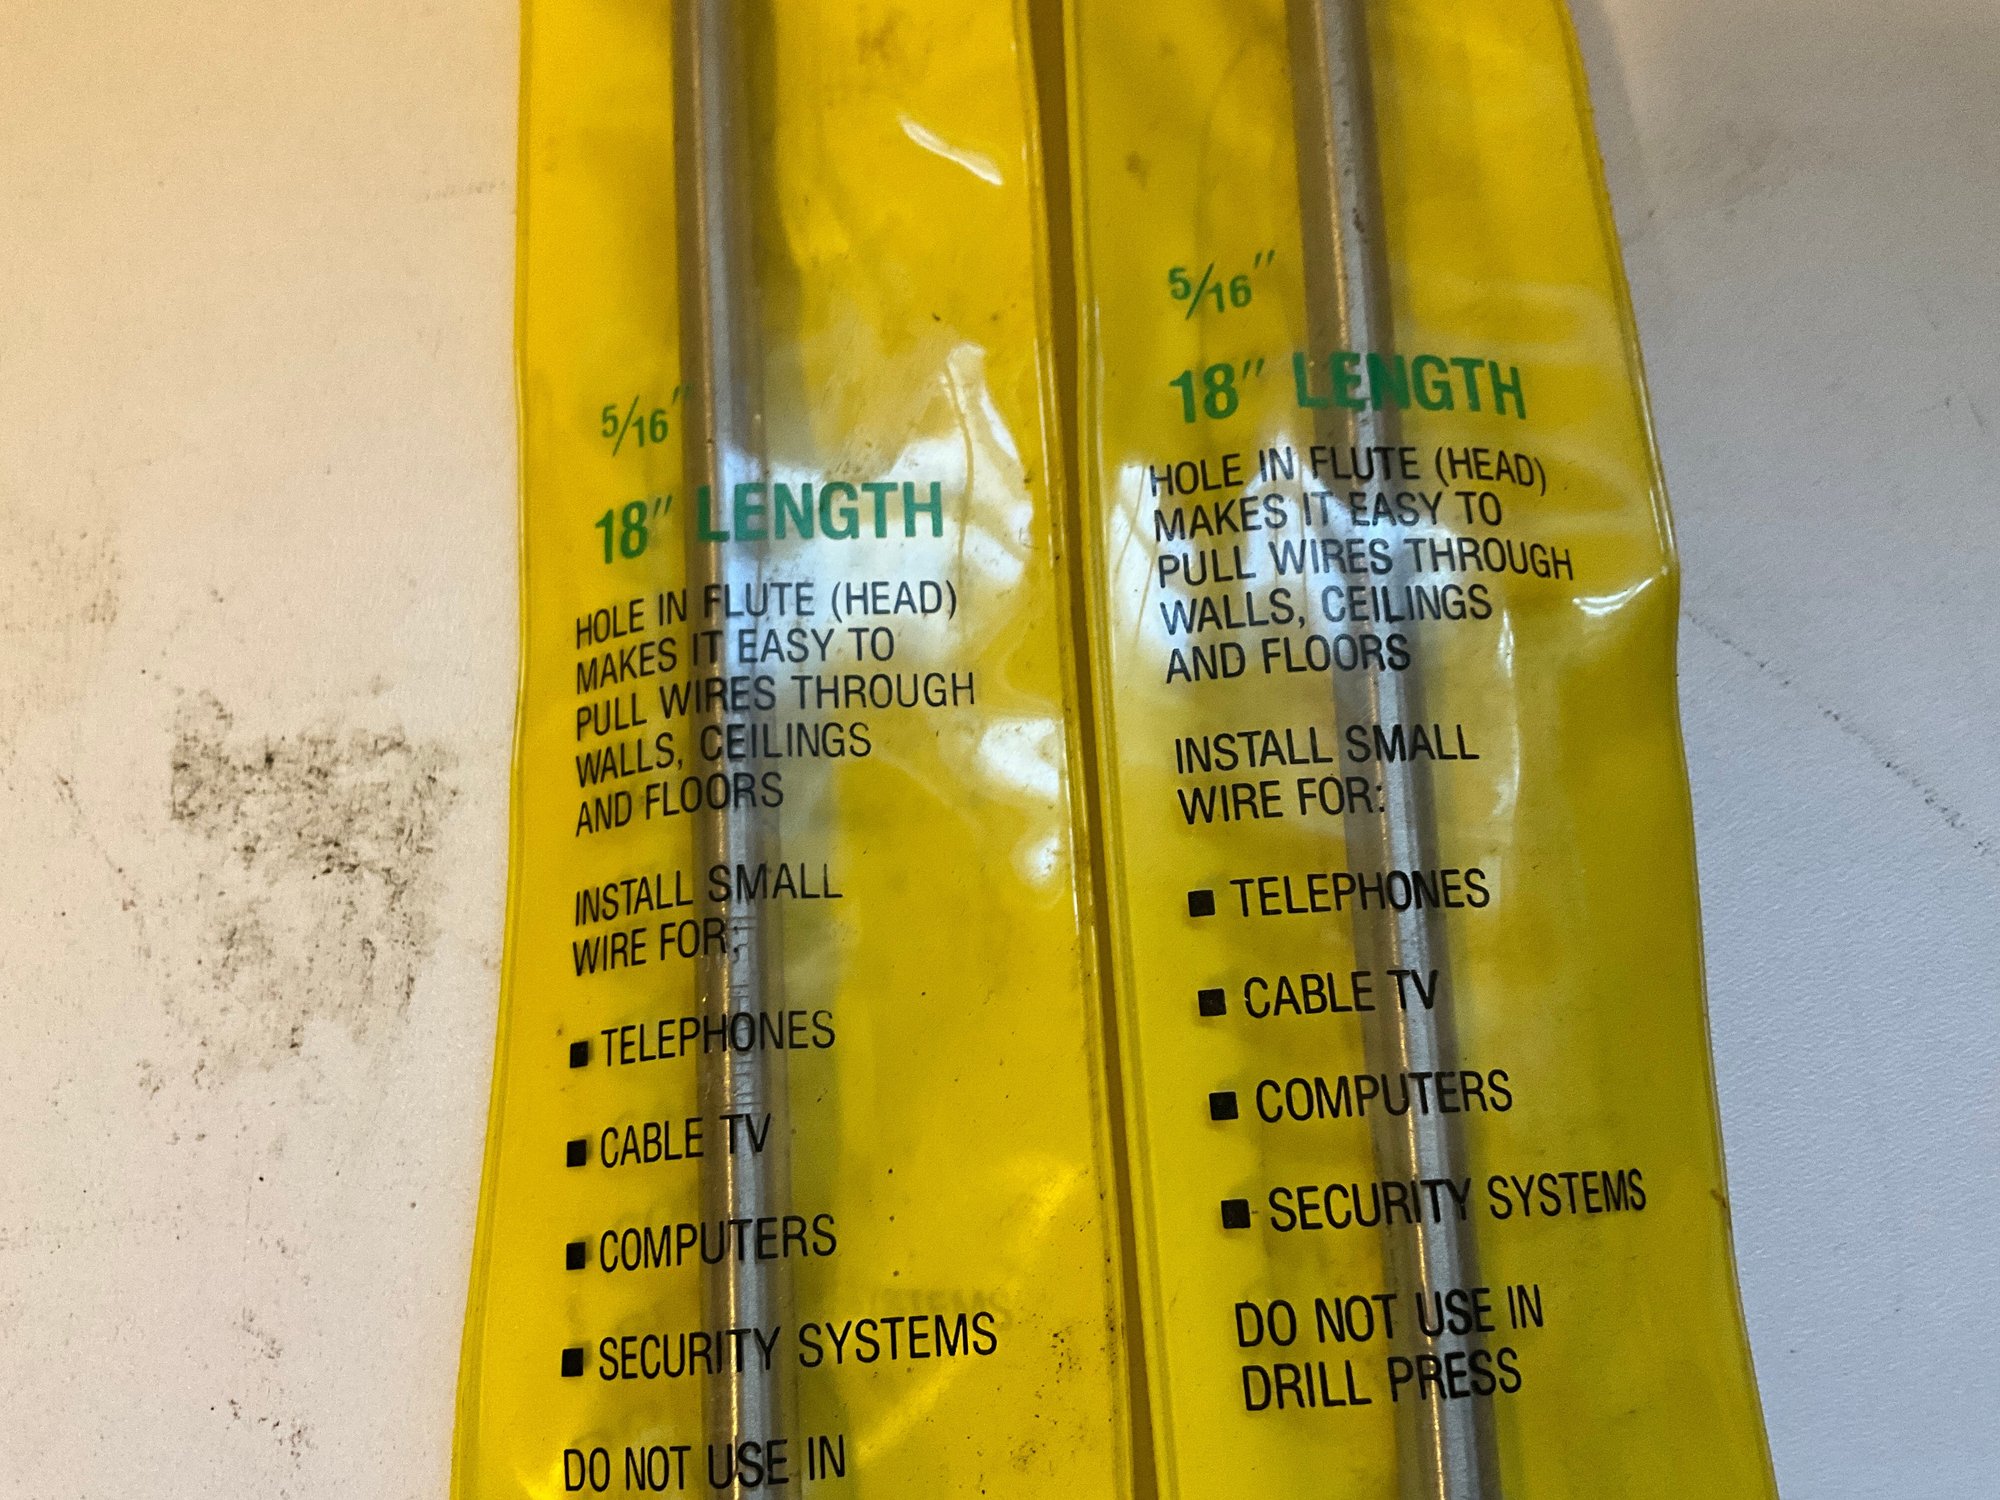 5/16"
18" LENGTH
HOLE IN FLUTE (HEAD)
MAKES IT EASY TO
PULL WIRES THROUGH
WALLS, CEILINGS
AND FLOORS
INSTALL SMALL
WIRE FOR:
■ TELEPHONES
■ CABLE TV
■ COMPUTERS
■ SECURITY SYSTEMS
DO NOT USE IN
5/16"
18" LENGTH
HOLE IN FLUTE (HEAD)
MAKES IT EASY TO
PULL WIRES THROUGH
WALLS, CEILINGS
AND FLOORS
INSTALL SMALL
WIRE FOR:
■ TELEPHONES
■ CABLE TV
■ COMPUTERS
■ SECURITY SYSTEMS
DO NOT USE IN
DRILL PRESS